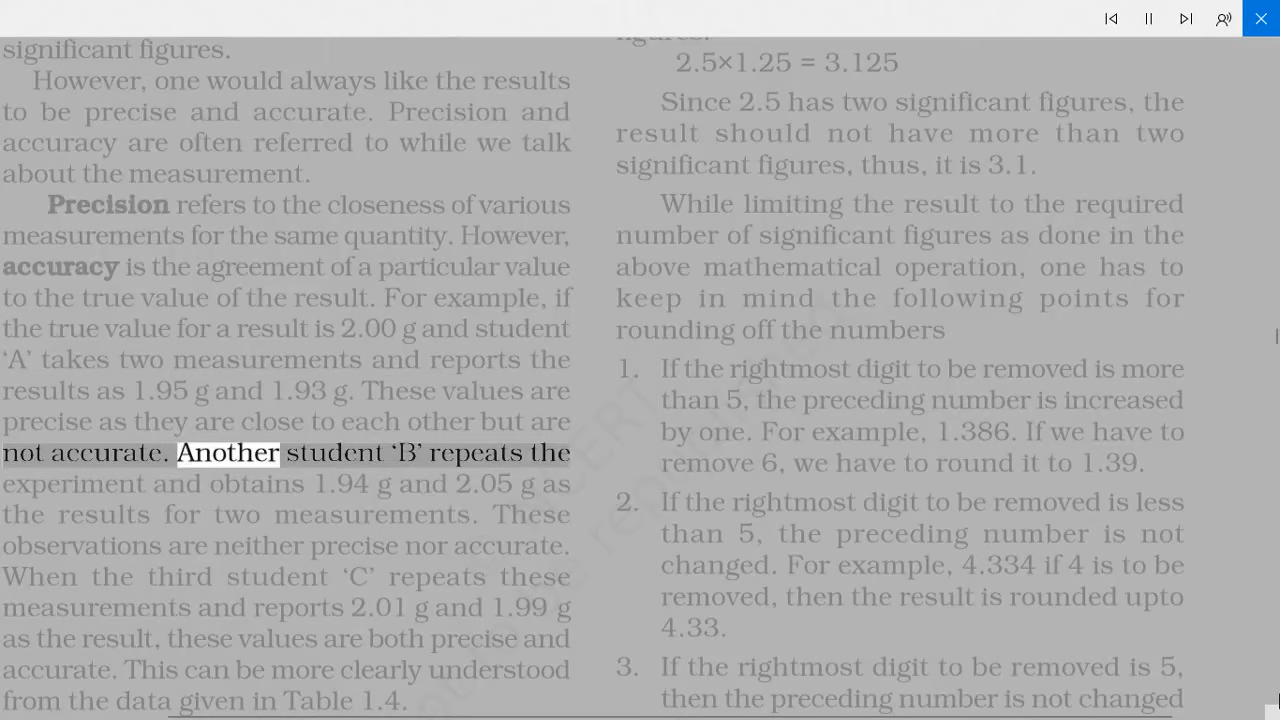 significant figures.
However, one would always like the results
to be precise and accurate. Precision and
accuracy are often referred to while we talk
about the measurement.
Precision refers to the closeness of various
measurements for the same quantity. However,
accuracy is the agreement of a particular value
to the true value of the result. For example, if
the true value for a result is 2.00 g and student
‘A’ takes two measurements and reports the
results as 1.95 g and 1.93 g. These values are
precise as they are close to each other but are
not accurate. Another student ‘B’ repeats the
experiment and obtains 1.94 g and 2.05 g as
the results for two measurements. These
observations are neither precise nor accurate.
When the third student ‘C’ repeats these
measurements and reports 2.01 g and 1.99 g
as the result, these values are both precise and
accurate. This can be more clearly understood
from the data given in Table 1.4.
figures.
2.5×1.25 = 3.125
Since 2.5 has two significant figures, the
result should not have more than two
significant figures, thus, it is 3.1.
While limiting the result to the required
number of significant figures as done in the
above mathematical operation, one has to
keep in mind the following points for
rounding off the numbers
1. If the rightmost digit to be removed is more
than 5, the preceding number is increased
by one. For example, 1.386. If we have to
remove 6, we have to round it to 1.39.
2. If the rightmost digit to be removed is less
than 5, the preceding number is not
changed. For example, 4.334 if 4 is to be
removed, then the result is rounded upto
4.33.
3. If the rightmost digit to be removed is 5,
then the preceding number is not changed